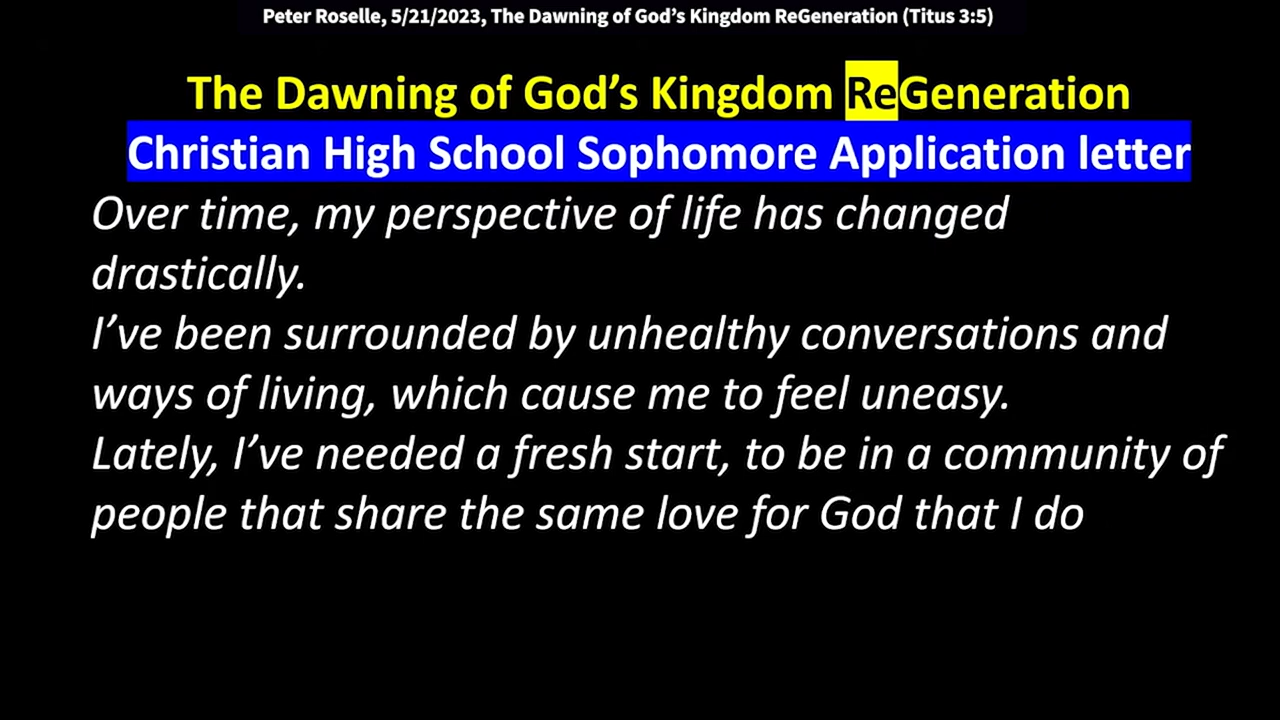 Peter Roselle, 5/21/2023, The Dawning of God’s Kingdom ReGeneration (Titus 3:5)
The Dawning of God’s Kingdom ReGeneration
Christian High School Sophomore Application letter
Over time, my perspective of life has changed
drastically.
I’ve been surrounded by unhealthy conversations and
ways of living, which cause me to feel uneasy.
Lately, I’ve needed a fresh start, to be in a community of
people that share the same love for God that I do